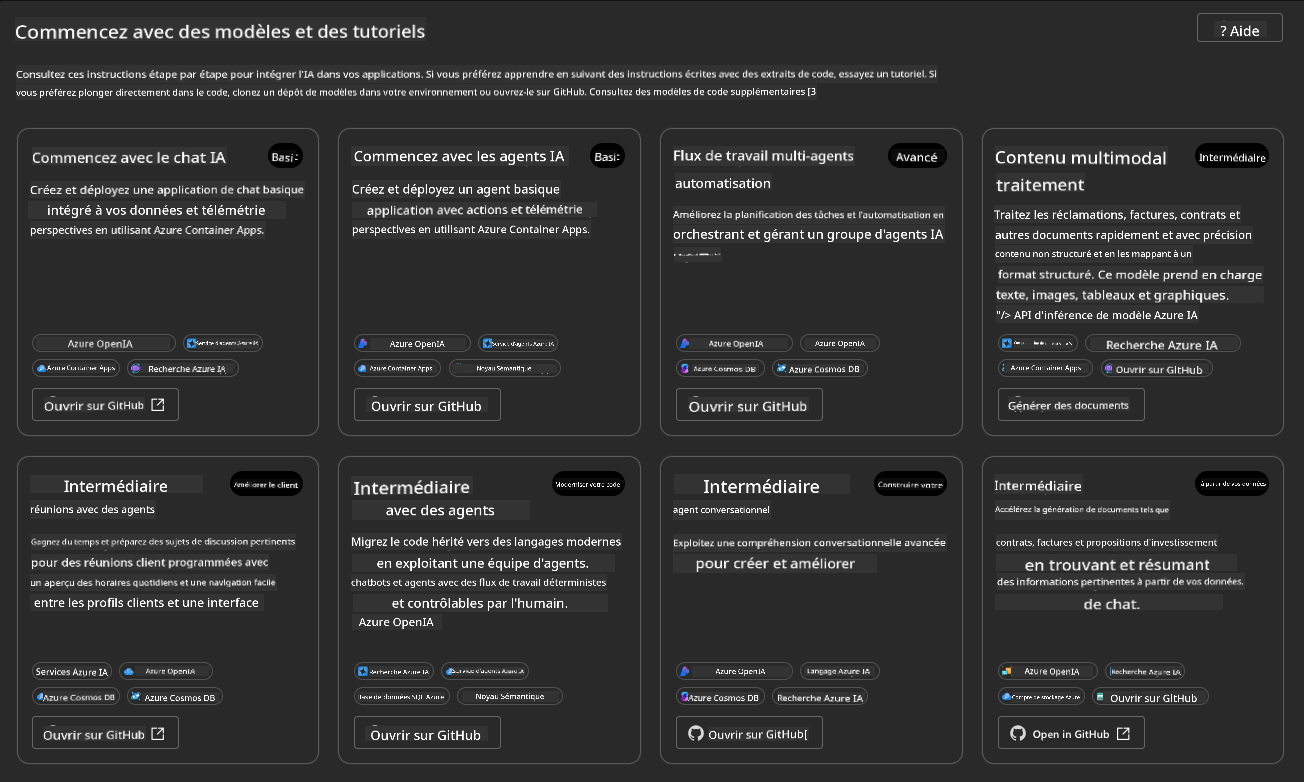 Commencez avec des modèles et des tutoriels
? Aide
Consultez ces instructions étape par étape pour intégrer l'IA dans vos applications. Si vous préférez apprendre en suivant des instructions écrites avec des extraits de code, essayez un tutoriel. Si
vous préférez plonger directement dans le code, clonez un dépôt de modèles dans votre environnement ou ouvrez-le sur GitHub. Consultez des modèles de code supplémentaires [3
Commencez avec le chat IA
Créez et déployez une application de chat basique
intégré à vos données et télémétrie
perspectives en utilisant Azure Container Apps.
Azure OpenIA
Service d'agents Azure IA
Azure Container Apps
Recherche Azure IA
Ouvrir sur GitHub
Commencez avec les agents IA
Créez et déployez un agent basique
application avec actions et télémétrie
perspectives en utilisant Azure Container Apps.
Azure OpenIA
Service d'agents Azure IA
Azure Container Apps
Noyau Sémantique
Ouvrir sur GitHub
Flux de travail multi-agents
Avancé
automatisation
Améliorez la planification des tâches et l'automatisation en
orchestrant et gérant un groupe d'agents IA
Azure OpenIA
Azure OpenIA
Azure Cosmos DB
Azure Cosmos DB
Ouvrir sur GitHub
Contenu multimodal
Intermédiaire
traitement
Traitez les réclamations, factures, contrats et
autres documents rapidement et avec précision
contenu non structuré et en les mappant à un
format structuré. Ce modèle prend en charge
texte, images, tableaux et graphiques.
"/> API d'inférence de modèle Azure IA
Recherche Azure IA
Azure Container Apps
Ouvrir sur GitHub
Générer des documents
Intermédiaire
Améliorer le client
réunions avec des agents
Gagnez du temps et préparez des sujets de discussion pertinents
pour des réunions client programmées avec
un aperçu des horaires quotidiens et une navigation facile
entre les profils clients et une interface
Services Azure IA
Azure OpenIA
Azure Cosmos DB
Azure Cosmos DB
Ouvrir sur GitHub
Intermédiaire
Moderniser votre code
avec des agents
Migrez le code hérité vers des langages modernes
en exploitant une équipe d'agents.
chatbots et agents avec des flux de travail déterministes
et contrôlables par l'humain.
Azure OpenIA
Recherche Azure IA
Service d'agents Azure IA
Base de données SQL Azure
Noyau Sémantique
Ouvrir sur GitHub
Intermédiaire
Construire votre
agent conversationnel
Exploitez une compréhension conversationnelle avancée
pour créer et améliorer
Azure OpenIA
Langage Azure IA
Azure Cosmos DB
Recherche Azure IA
Ouvrir sur GitHub[
Intermédiaire
à partir de vos données
Accélérez la génération de documents tels que
contrats, factures et propositions d'investissement
en trouvant et résumant
des informations pertinentes à partir de vos données.
de chat.
Azure OpenIA
Recherche Azure IA
Compte de stockage Azure
Ouvrir sur GitHub
Open in GitHub